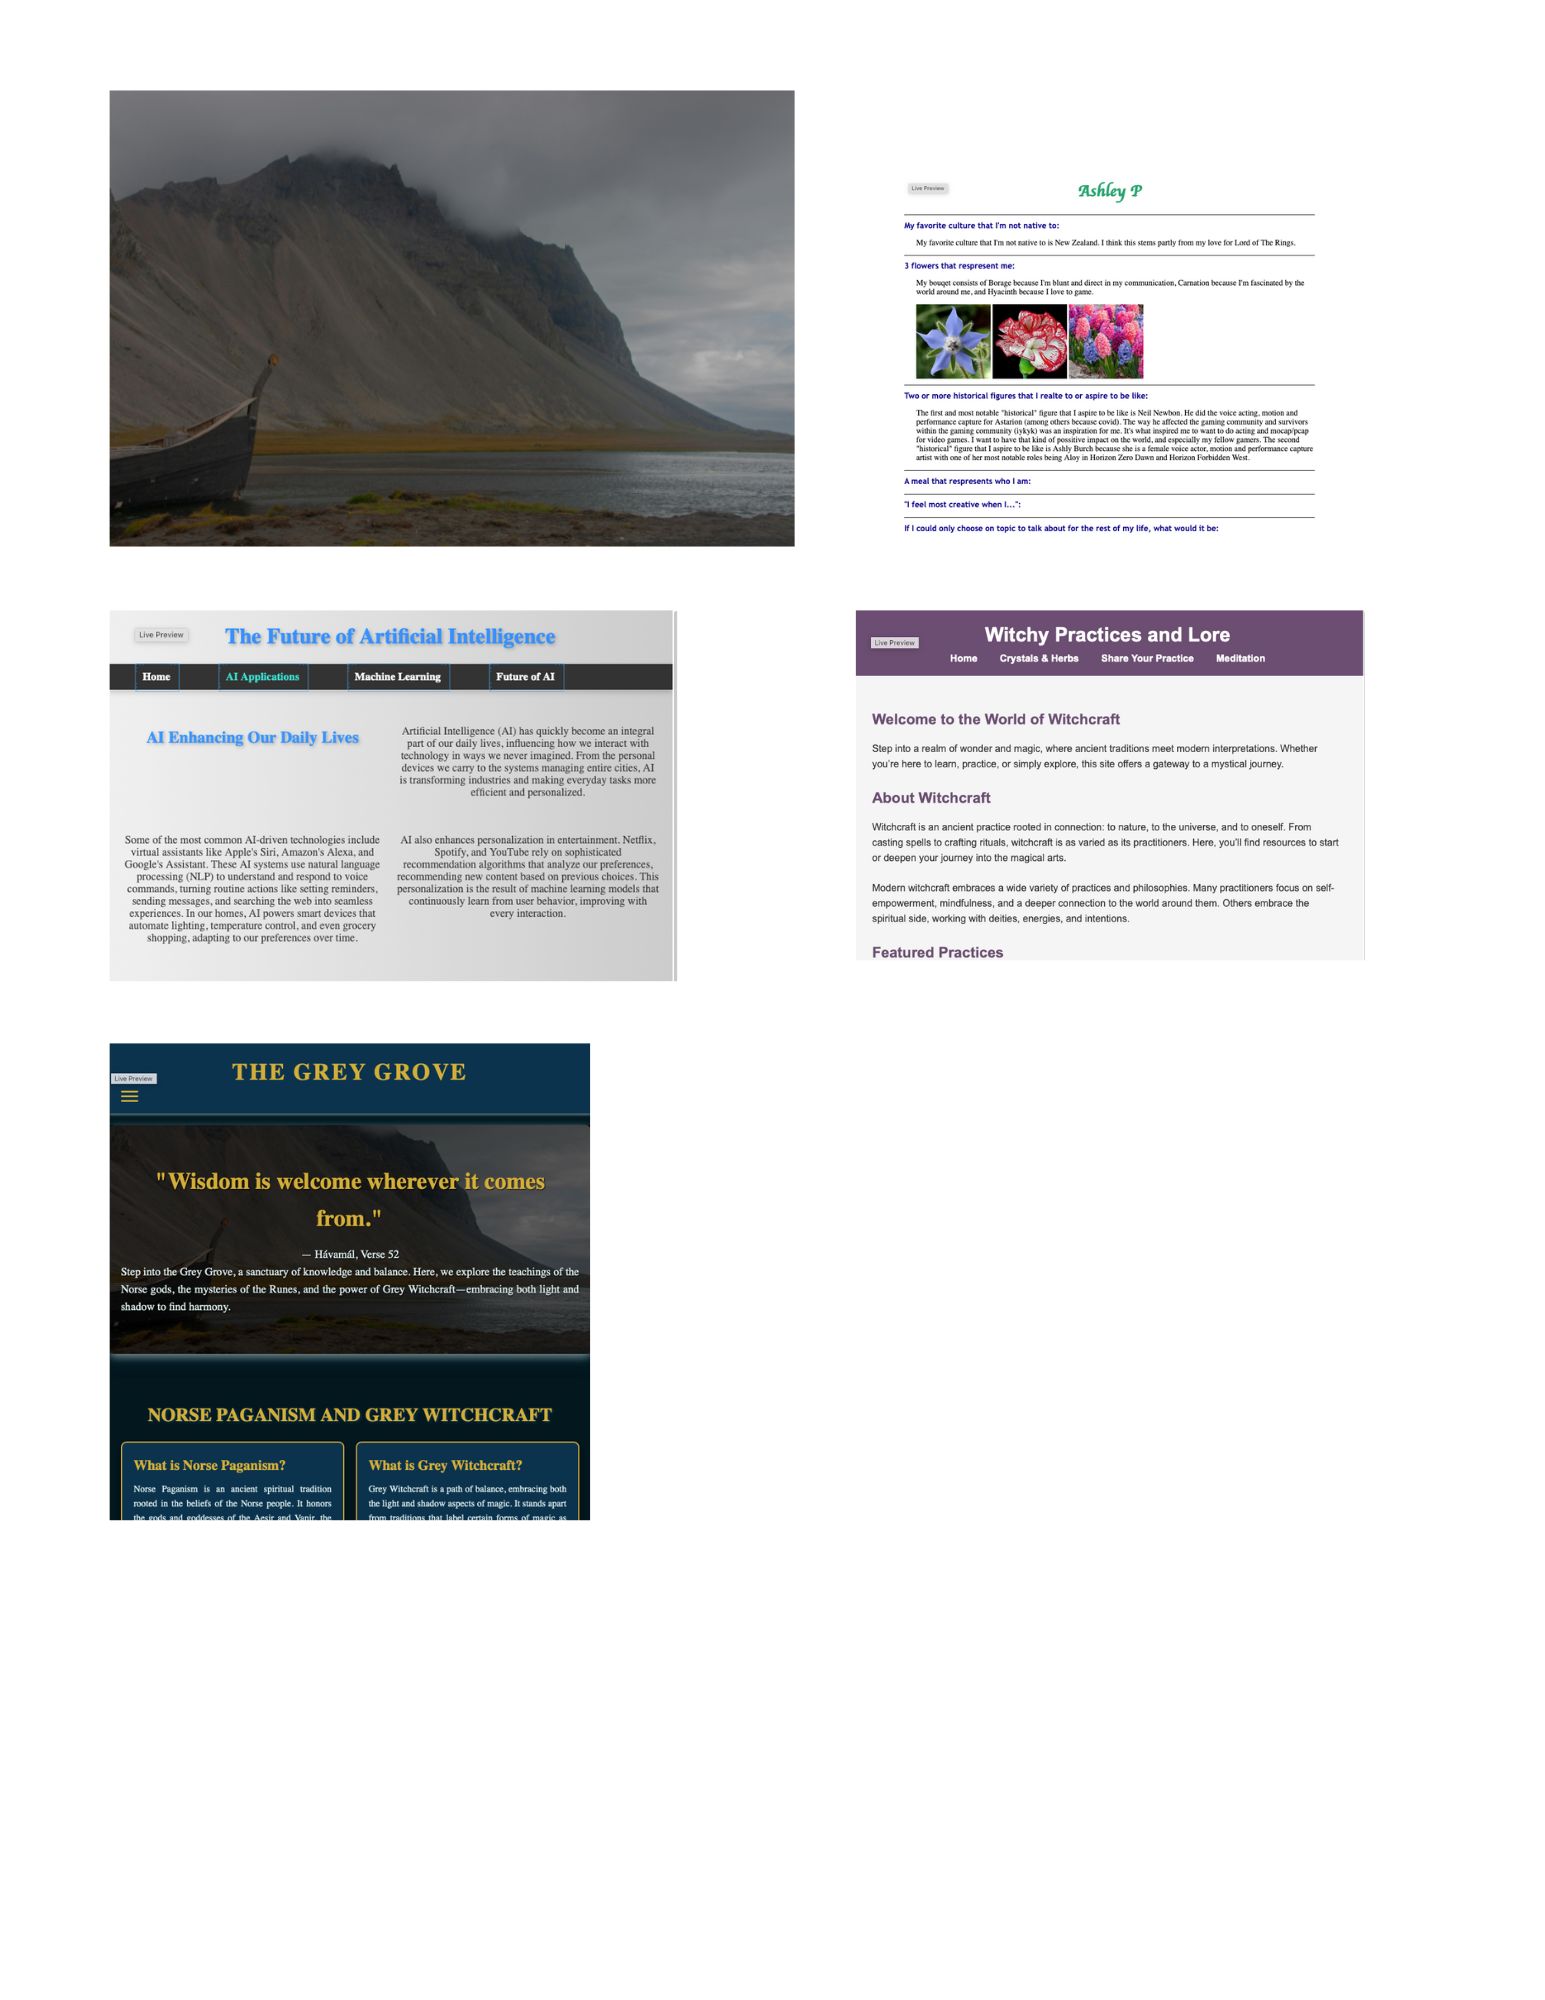 Live Preview
Ashley P
My favorite culture that I'm not native to:
My favorite culture that I'm not native to is New Zealand. I think this stems partly from my love for Lord of The Rings.
3 flowers that respresent me:
My bouqet consists of Borage because I'm blunt and direct in my communication, Carnation because I'm fascinated by the
world around me, and Hyacinth because I love to game.
Two or more historical figures that I realte to or aspire to be like:
The first and most notable "historical" figure that I aspire to be like is Neil Newbon. He did the voice acting, motion and
performance capture for Astarion (among others because covid). The way he affected the gaming community and survivors
within the gaming community (iykyk) was an inspiration for me. It's what inspired me to want to do acting and mocap/pcap
for video games. I want to have that kind of possitive impact on the world, and especially my fellow gamers. The second
"historical" figure that I aspire to be like is Ashly Burch because she is a female voice actor, motion and performance capture
artist with one of her most notable roles being Aloy in Horizon Zero Dawn and Horizon Forbidden West.
A meal that respresents who I am:
"I feel most creative when I...":
If I could only choose on topic to talk about for the rest of my life, what would it be:
Live Preview
The Future of Artificial Intelligence
Home AI Applications Machine Learning Future of AI
AI Enhancing Our Daily Lives
Artificial Intelligence (AI) has quickly become an integral
part of our daily lives, influencing how we interact with
technology in ways we never imagined. From the personal
devices we carry to the systems managing entire cities, AI
is transforming industries and making everyday tasks more
efficient and personalized.
Some of the most common AI-driven technologies include
virtual assistants like Apple's Siri, Amazon's Alexa, and
Google's Assistant. These AI systems use natural language
processing (NLP) to understand and respond to voice
commands, turning routine actions like setting reminders,
sending messages, and searching the web into seamless
experiences. In our homes, AI powers smart devices that
automate lighting, temperature control, and even grocery
shopping, adapting to our preferences over time.
AI also enhances personalization in entertainment. Netflix,
Spotify, and YouTube rely on sophisticated
recommendation algorithms that analyze our preferences,
recommending new content based on previous choices. This
personalization is the result of machine learning models that
continuously learn from user behavior, improving with
every interaction.
Live Preview
Witchy Practices and Lore
Home Crystals & Herbs Share Your Practice Meditation
Welcome to the World of Witchcraft
Step into a realm of wonder and magic, where ancient traditions meet modern interpretations. Whether
you're here to learn, practice, or simply explore, this site offers a gateway to a mystical journey.
About Witchcraft
Witchcraft is an ancient practice rooted in connection: to nature, to the universe, and to oneself. From
casting spells to crafting rituals, witchcraft is as varied as its practitioners. Here, you'll find resources to start
or deepen your journey into the magical arts.
Modern witchcraft embraces a wide variety of practices and philosophies. Many practitioners focus on self-
empowerment, mindfulness, and a deeper connection to the world around them. Others embrace the
spiritual side, working with deities, energies, and intentions.
Featured Practices
THE GREY GROVE
Live Preview
"Wisdom is welcome wherever it comes
from."
— Hávamál, Verse 52
Step into the Grey Grove, a sanctuary of knowledge and balance. Here, we explore the teachings of the
Norse gods, the mysteries of the Runes, and the power of Grey Witchcraft—embracing both light and
shadow to find harmony.
NORSE PAGANISM AND GREY WITCHCRAFT
What is Norse Paganism?
Norse Paganism is an ancient spiritual tradition
rooted in the beliefs of the Norse people. It honors
the gods and goddesses of the Aesir and Vanir, the
What is Grey Witchcraft?
Grey Witchcraft is a path of balance, embracing both
the light and shadow aspects of magic. It stands apart
from traditions that label certain forms of magic as